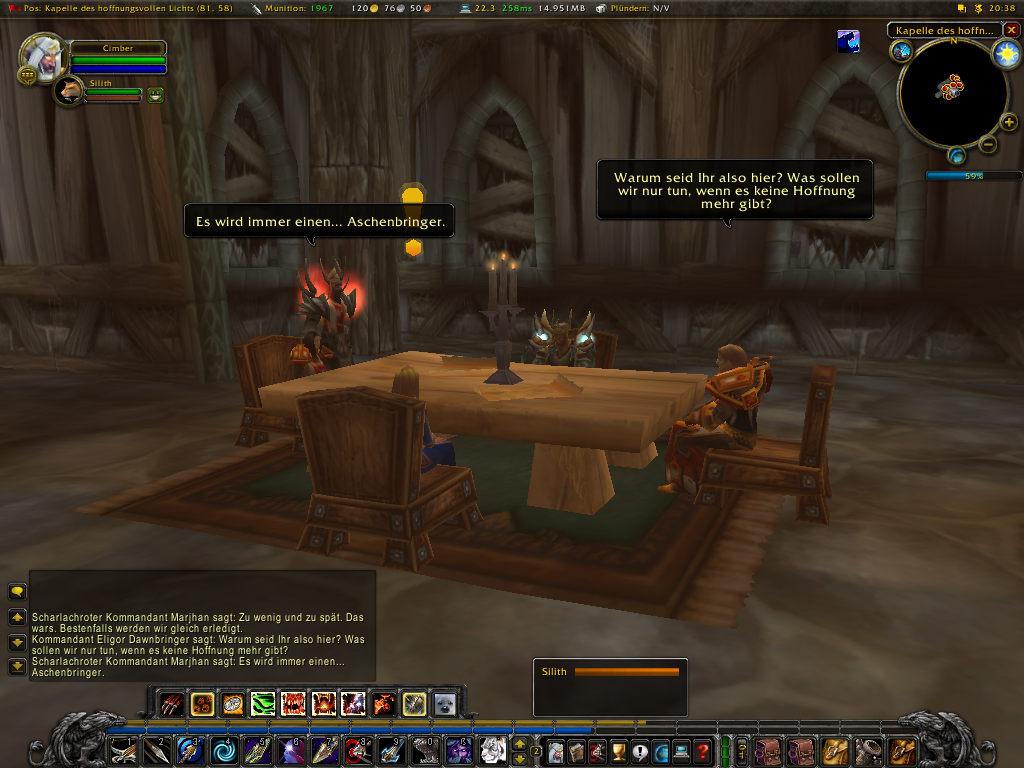 Pos: Kapelle des hoffnungsvollen Lichts (81, 58)
Munition: 1967
120 76 50
22.3 258ms 14.951MB
Plündern: N/V
20:38
Cimber
Silith
Kapelle des hoffn...
N
59%
Warum seid Ihr also hier? Was sollen
wir nur tun, wenn es keine Hoffnung
mehr gibt?
Es wird immer einen... Aschenbringer.
Scharlachroter Kommandant Marjhan sagt: Zu wenig und zu spät. Das
wars. Bestenfalls werden wir gleich erledigt.
Kommandant Eligor Dawnbringer sagt: Warum seid Ihr also hier? Was
sollen wir nur tun, wenn es keine Hoffnung mehr gibt?
Scharlachroter Kommandant Marjhan sagt: Es wird immer einen...
Aschenbringer.
Silith
2